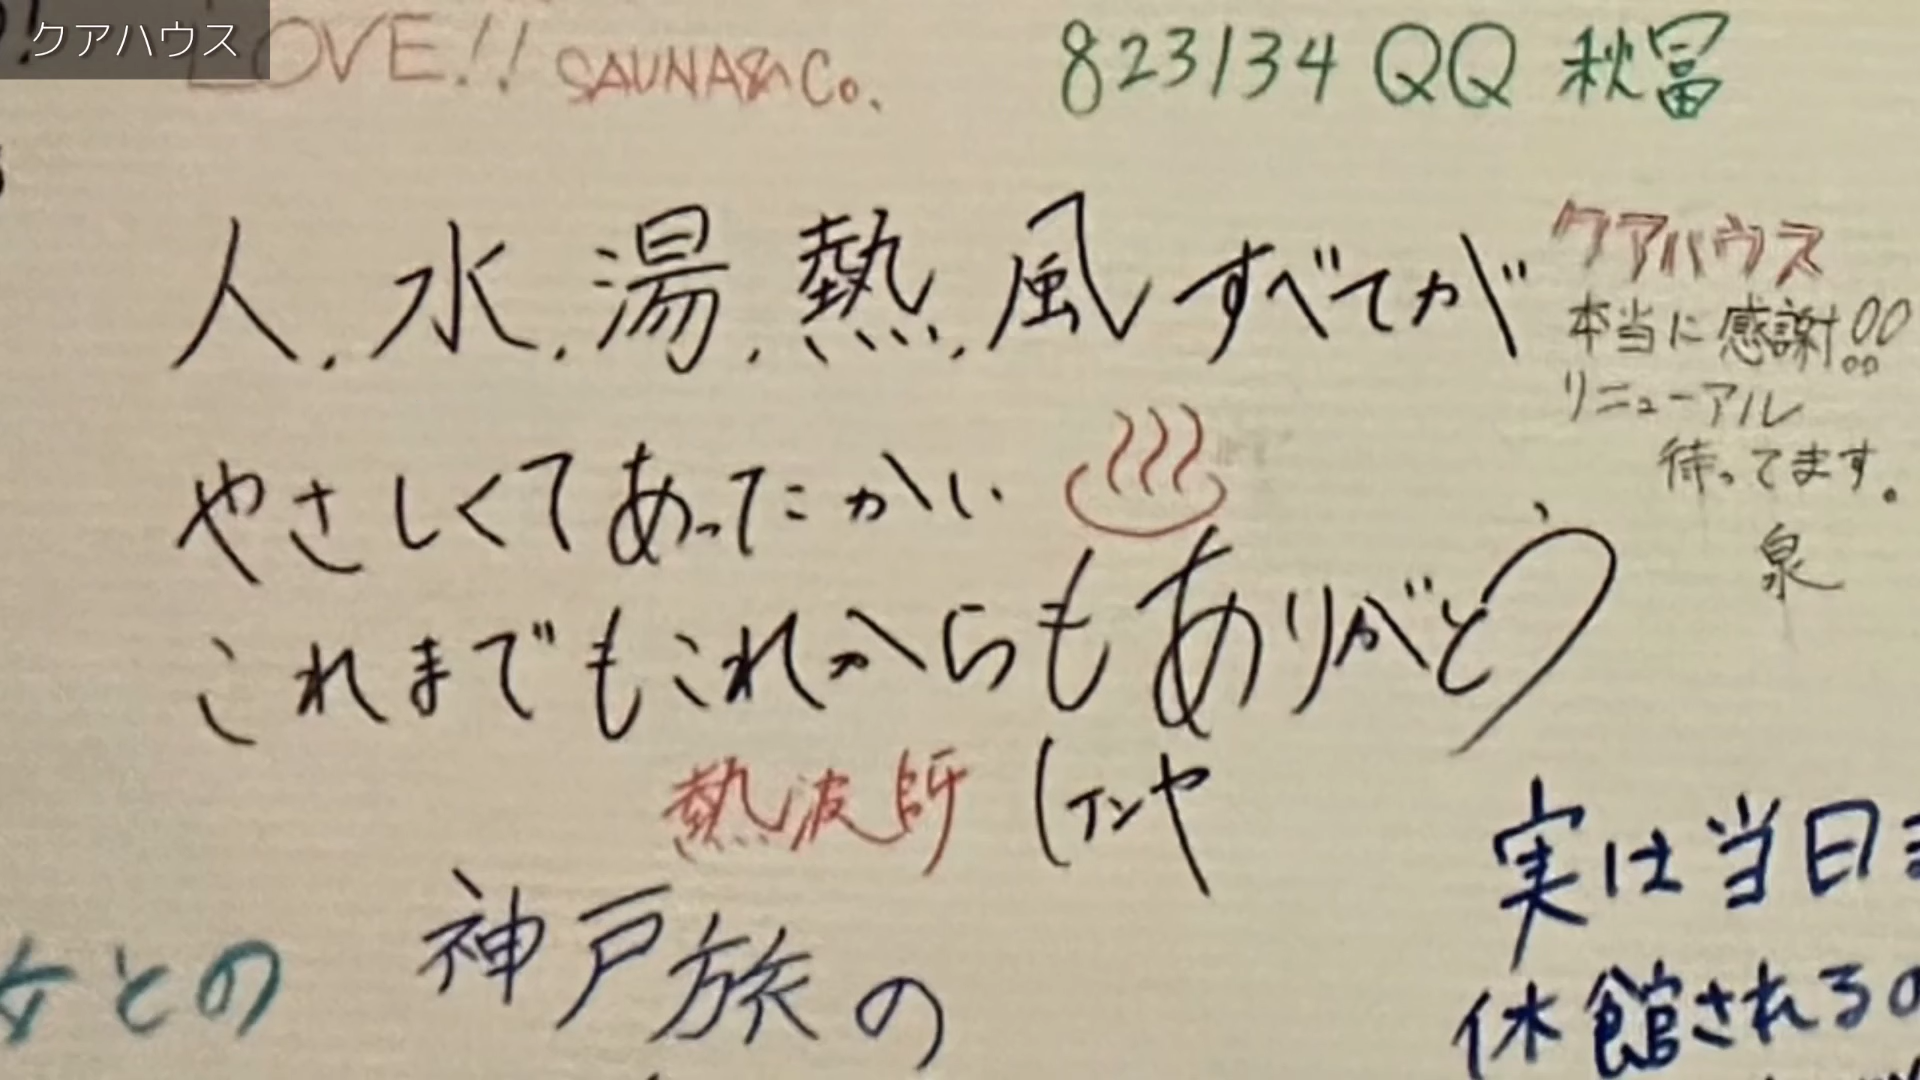 クアハウス
LOVE!! SAUNA&Co.
823134 QQ 秋冨
人.水.湯.熱.風すべてが
やさしくてあったかい
これまでもこれからもありがとう
熱波師
クアハウス
本当に感謝!!
リニューアル
待ってます。
泉
神戸旅の
との
実は当日
休館されるの